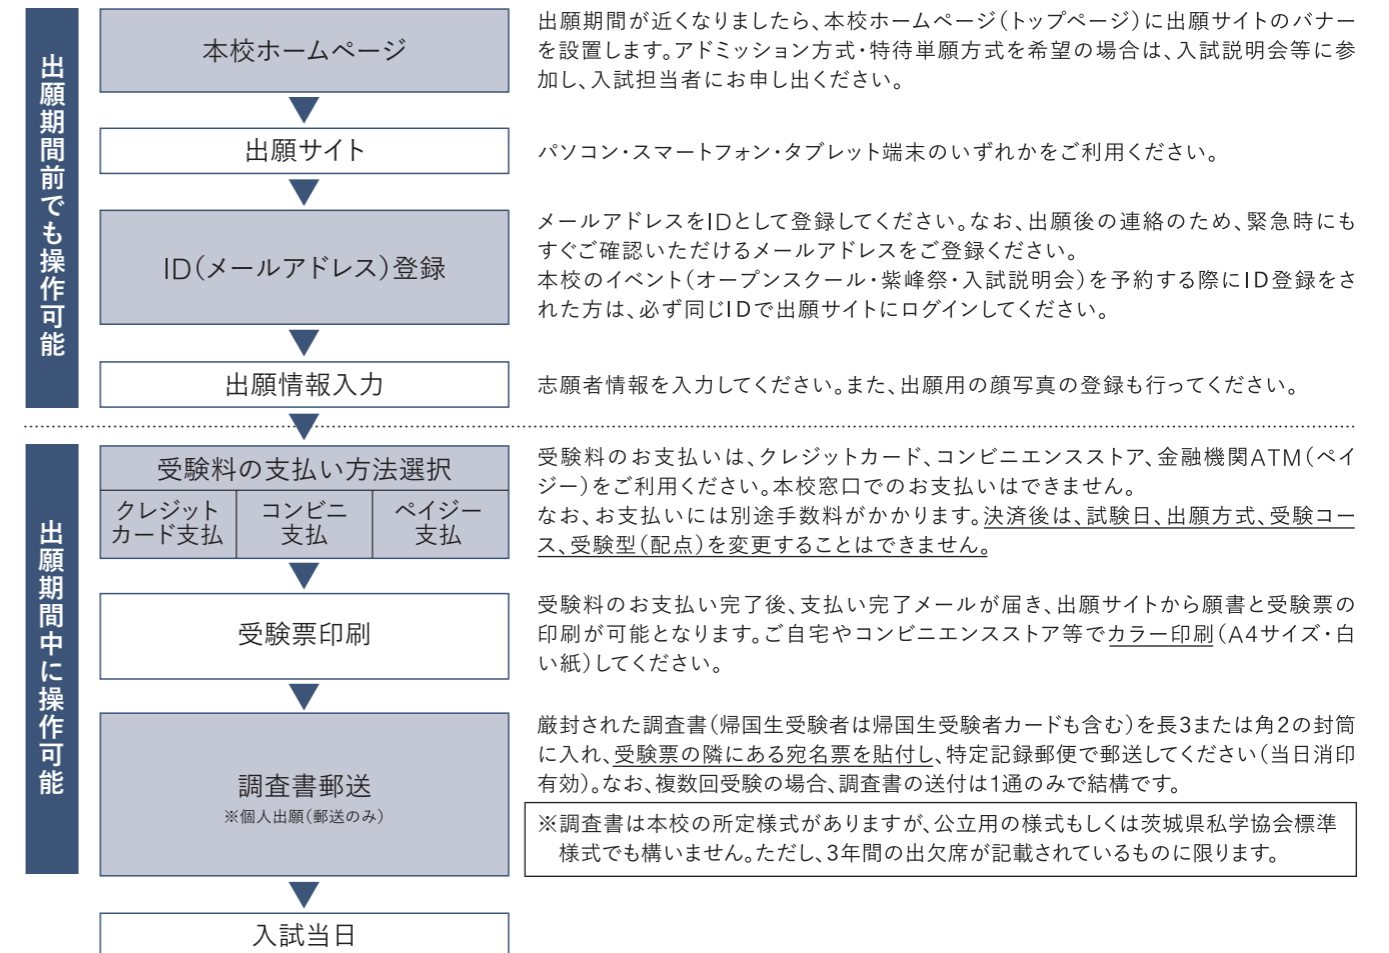 出願期間前でも操作可能
本校ホームページ
出願期間が近くなりましたら、本校ホームページ（トップページ）に出願サイトのバナー
を設置します。アドミッション方式・特待単願方式を希望の場合は、入試説明会等に参
加し、入試担当者にお申し出ください。
出願サイト
パソコン・スマートフォン・タブレット端末のいずれかをご利用ください。
ID（メールアドレス）登録
メールアドレスをIDとして登録してください。なお、出願後の連絡のため、緊急時にも
すぐご確認いただけるメールアドレスをご登録ください。
本校のイベント（オープンスクール・紫峰祭・入試説明会）を予約する際にID登録をさ
れた方は、必ず同じIDで出願サイトにログインしてください。
出願情報入力
志願者情報を入力してください。また、出願用の顔写真の登録も行ってください。
出願期間中に操作可能
受験料の支払い方法選択
クレジット
カード支払
コンビニ
支払
ペイジー
支払
受験料のお支払いは、クレジットカード、コンビニエンスストア、金融機関ATM（ペイ
ジー）をご利用ください。本校窓口でのお支払いはできません。
なお、お支払いには別途手数料がかかります。決済後は、試験日、出願方式、受験コー
ス、受験型（配点）を変更することはできません。
受験票印刷
受験料のお支払い完了後、支払い完了メールが届き、出願サイトから願書と受験票の
印刷が可能となります。ご自宅やコンビニエンスストア等でカラー印刷（A4サイズ・白
い紙）してください。
調査書郵送
※個人出願（郵送のみ）
厳封された調査書（帰国生受験者は帰国生受験者カードも含む）を長3または角2の封筒
に入れ、受験票の隣にある宛名票を貼付し、特定記録郵便で郵送してください（当日消印
有効）。なお、複数回受験の場合、調査書の送付は1通のみで結構です。
※調査書は本校の所定様式がありますが、公立用の様式もしくは茨城県私学協会標準
様式でも構いません。ただし、3年間の出欠席が記載されているものに限ります。
入試当日